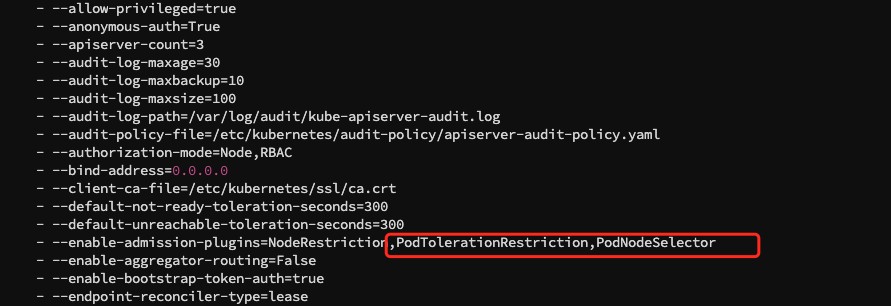 - --allow-privileged=true
- --anonymous-auth=True
- --apiserver-count=3
- --audit-log-maxage=30
- --audit-log-maxbackup=10
- --audit-log-maxsize=100
- --audit-log-path=/var/log/audit/kube-apiserver-audit.log
- --audit-policy-file=/etc/kubernetes/audit-policy/apiserver-audit-policy.yaml
- --authorization-mode=Node,RBAC
- --bind-address=0.0.0.0
- --client-ca-file=/etc/kubernetes/ssl/ca.crt
- --default-not-ready-toleration-seconds=300
- --default-unreachable-toleration-seconds=300
- --enable-admission-plugins=NodeRestriction,PodTolerationRestriction,PodNodeSelector
- --enable-aggregator-routing=False
- --enable-bootstrap-token-auth=true
- --endpoint-reconciler-type=lease